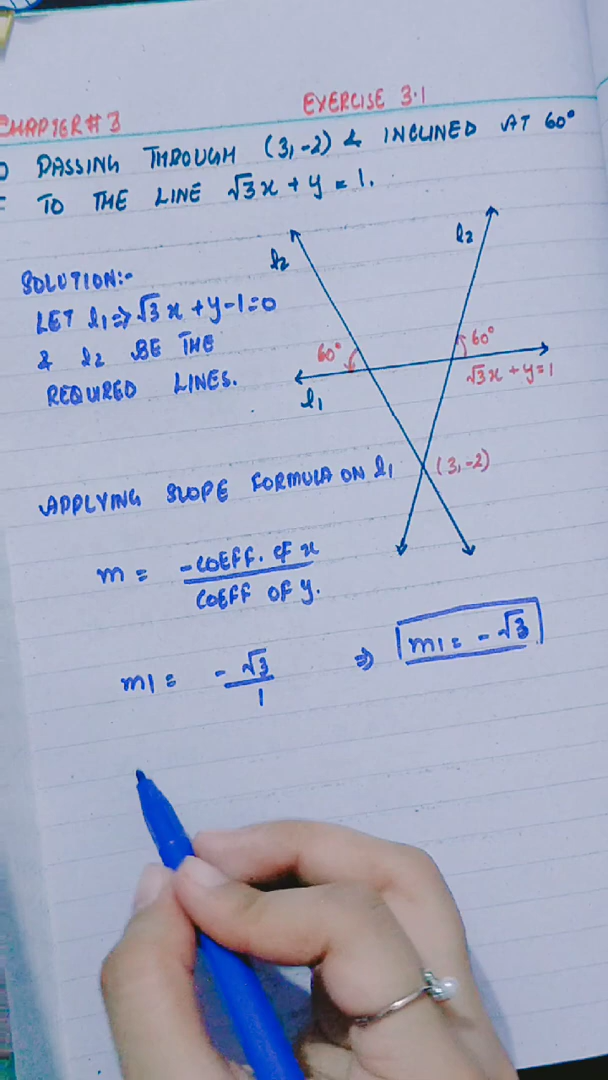 CHAPTER # 3
EXERCISE 3.1
PASSING THROUGH (3,-2) & INCLINED AT 60°
TO THE LINE √3x + y = 1.
SOLUTION:-
LET l1 ⇒ √3x + y - 1 = 0
& l2 BE THE
REQUIRED LINES.
l2
l2
60°
60°
l1
√3x + y = 1
(3,-2)
APPLYING SLOPE FORMULA ON l1
m = -COEFF. OF x
COEFF OF y.
m1 = -√3
1
⇒ m1 = -√3